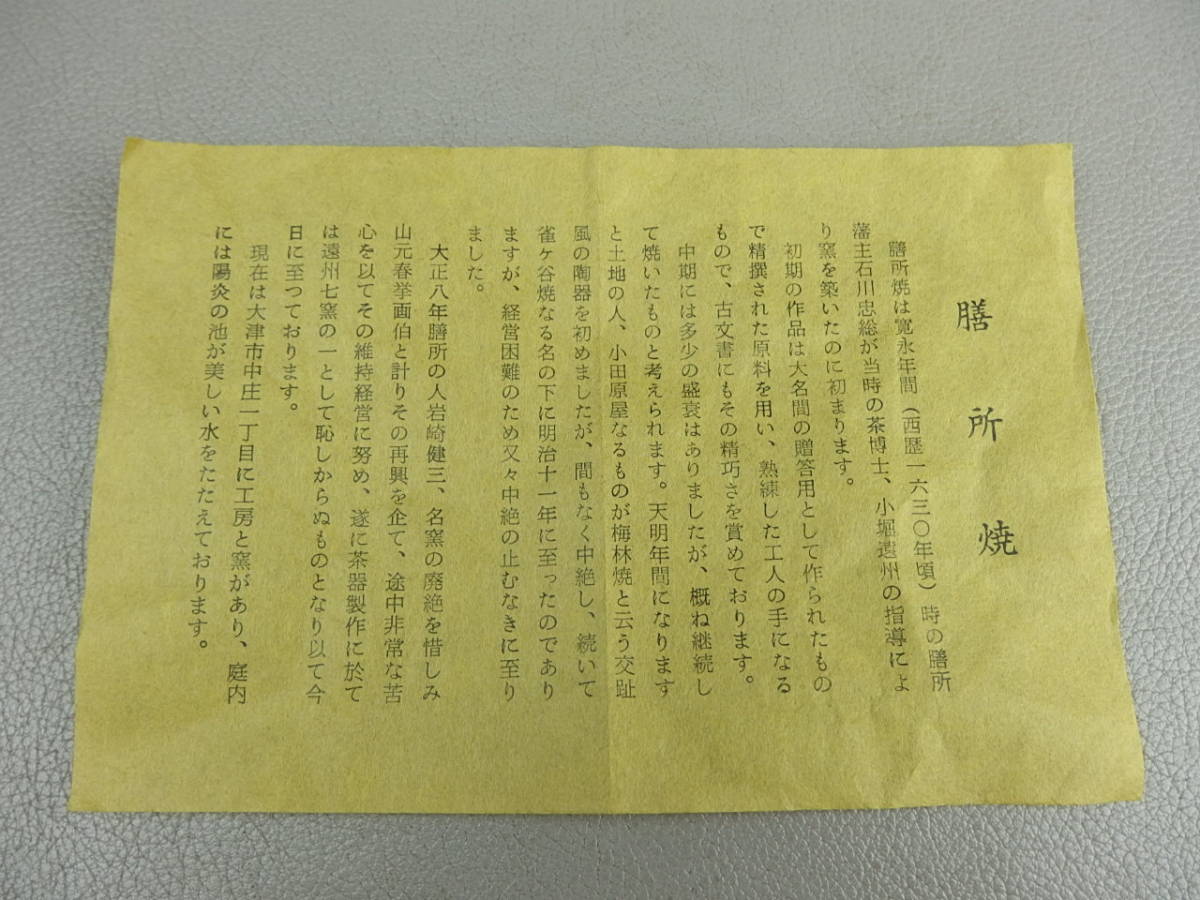 膳所焼
膳所焼は寛永年間（西歴一六三〇年頃）時の膳所
藩主石川忠総が当時の茶博士、小堀遠州の指導によ
り窯を築いたのに初まります。
初期の作品は大名間の贈答用として作られたもの
で精撰された原料を用い、熟練した工人の手になる
もので、古文書にもその精巧さを賞めております。
中期には多少の盛衰はありましたが、概ね継続し
て焼いたものと考えられます。天明年間になります
と土地の人、小田原屋なるものが梅林焼と云う交趾
風の陶器を初めましたが、間もなく中絶し、続いて
雀ヶ谷焼なる名の下に明治十一年に至ったのであり
ますが、経営困難のため又々中絶の止むなきに至り
ました。
大正八年膳所の人岩崎健三、名窯の廃絶を惜しみ
山元春挙画伯と計りその再興を企て、途中非常な苦
心を以てその維持経営に努め、遂に茶器製作に於て
は遠州七窯の一として恥しからぬものとなり以て今
日に至つております。
現在は大津市中庄一丁目に工房と窯があり、庭内
には陽炎の池が美しい水をたたえております。